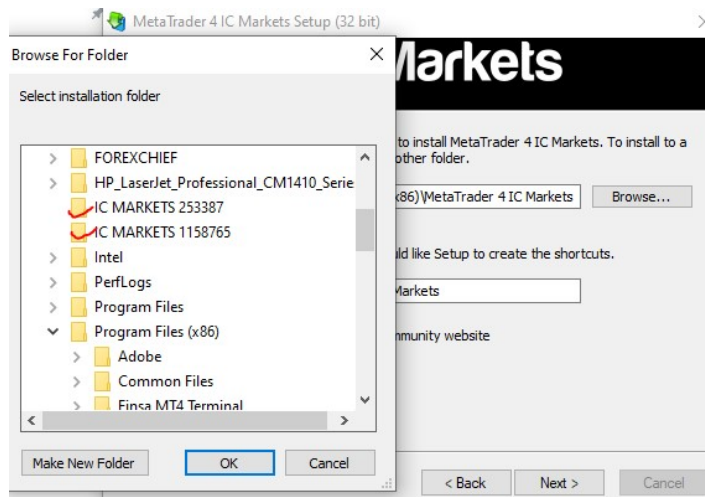 MetaTrader 4 IC Markets Setup (32 bit)
Browse For Folder
Select installation folder
FOREXCHIEF
HP_LaserJet_Professional_CM1410_Serie
IC MARKETS 253387
IC MARKETS 1158765
Intel
PerfLogs
Program Files
Program Files (x86)
Adobe
Common Files
Finsa MT4 Terminal
Make New Folder
OK
Cancel
Markets
to install MetaTrader 4 IC Markets. To install to a
other folder.
(x86)\MetaTrader 4 IC Markets
Browse...
uld like Setup to create the shortcuts.
Markets
mmunity website
< Back
Next >
Cancel